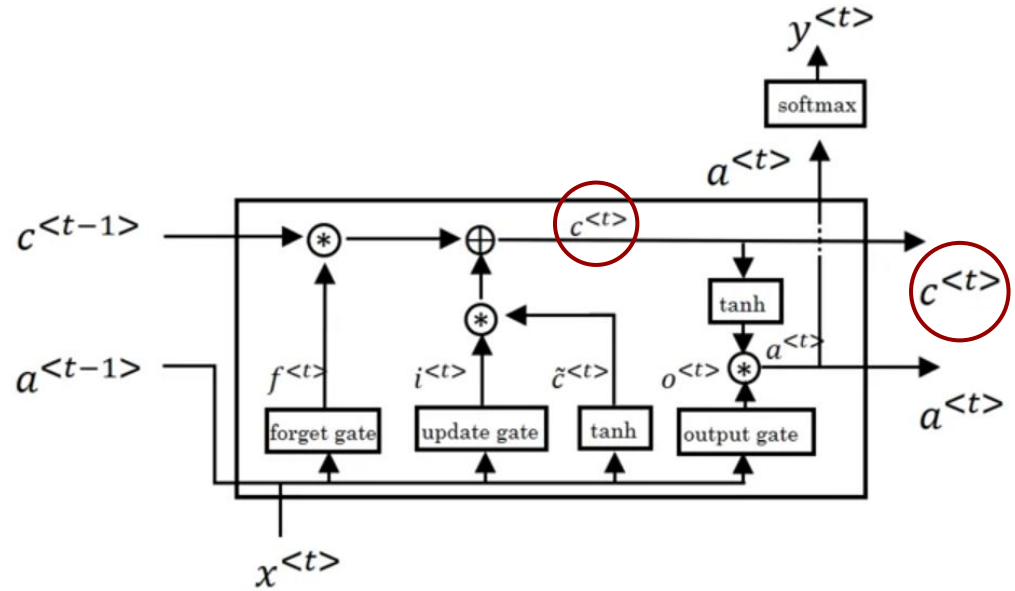 y<t>
softmax
a<t>
c<t-1>
c<t>
c<t>
tanh
a<t-1>
f<t>
i<t>
c̃<t>
o<t>
a<t>
a<t>
forget gate
update gate
tanh
output gate
x<t>